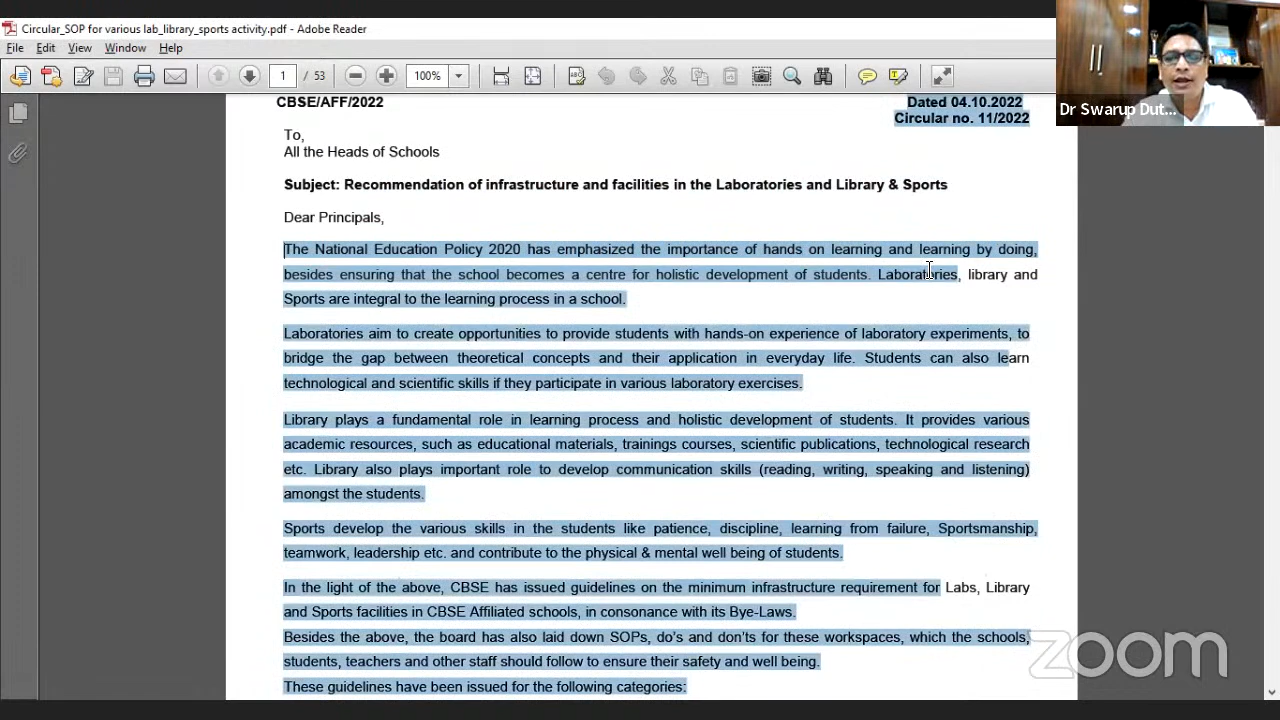 Circular_SOP for various lab_library_sports activity.pdf - Adobe Reader
File Edit View Window Help
1 / 53 100%
CBSE/AFF/2022 Dated 04.10.2022
Circular no. 11/2022
To,
All the Heads of Schools
Subject: Recommendation of infrastructure and facilities in the Laboratories and Library & Sports
Dear Principals,
The National Education Policy 2020 has emphasized the importance of hands on learning and learning by doing,
besides ensuring that the school becomes a centre for holistic development of students. Laboratories, library and
Sports are integral to the learning process in a school.
Laboratories aim to create opportunities to provide students with hands-on experience of laboratory experiments, to
bridge the gap between theoretical concepts and their application in everyday life. Students can also learn
technological and scientific skills if they participate in various laboratory exercises.
Library plays a fundamental role in learning process and holistic development of students. It provides various
academic resources, such as educational materials, trainings courses, scientific publications, technological research
etc. Library also plays important role to develop communication skills (reading, writing, speaking and listening)
amongst the students.
Sports develop the various skills in the students like patience, discipline, learning from failure, Sportsmanship,
teamwork, leadership etc. and contribute to the physical & mental well being of students.
In the light of the above, CBSE has issued guidelines on the minimum infrastructure requirement for Labs, Library
and Sports facilities in CBSE Affiliated schools, in consonance with its Bye-Laws.
Besides the above, the board has also laid down SOPs, do's and don'ts for these workspaces, which the schools,
students, teachers and other staff should follow to ensure their safety and well being.
These guidelines have been issued for the following categories:
Dr Swarup Dut...
zoom